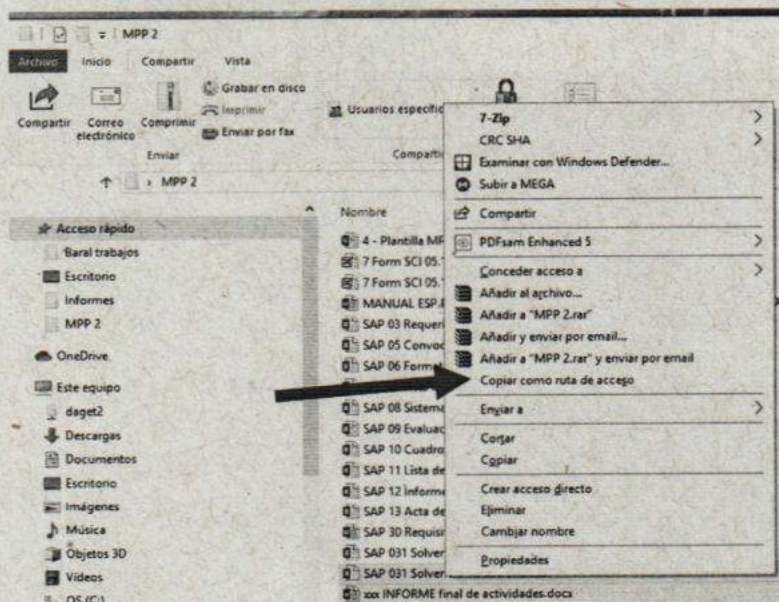 MPP 2
Archivo Inicio Compartir Vista
Compartir
Correo electrónico
Comprimir
Grabar en disco
Imprimir
Enviar por fax
Enviar
Usuarios específic
Comparti
MPP 2
Acceso rápido
Baral trabajos
Escritorio
Informes
MPP 2
OneDrive
Este equipo
daget2
Descargas
Documentos
Escritorio
Imágenes
Música
Objetos 3D
Vídeos
OS (C:)
Nombre
4 - Plantilla
7 Form SCI 05.
7 Form SCI 05.
MANUAL ESP.
SAP 03 Requeri
SAP 05 Convoc
SAP 06 Forma
SAP 08 Sistema
SAP 09 Evaluac
SAP 10 Cuadro
SAP 11 Lista de
SAP 12 Informe
SAP 13 Acta de
SAP 30 Requisi
SAP 031 Solven
SAP 031 Solven
xxx INFORME final de actividades.docx
7-Zip
CRC SHA
Examinar con Windows Defender...
Subir a MEGA
Compartir
PDFsam Enhanced 5
Conceder acceso a
Añadir al archivo...
Añadir a "MPP 2.rar"
Añadir y enviar por email...
Añadir a "MPP 2.rar" y enviar por email
Copiar como ruta de acceso
Enviar a
Cortar
Copiar
Crear acceso directo
Eliminar
Cambiar nombre
Propiedades